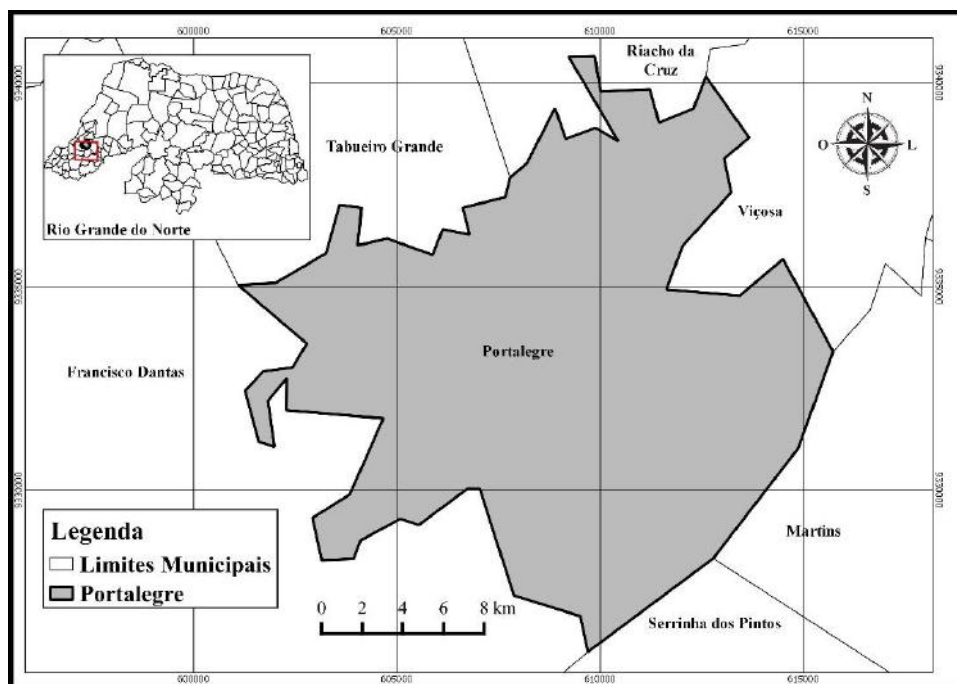 600000 605000 610000 615000
Riacho da
Cruz
9340000 9340000
N
O L
S
Tabueiro Grande
Viçosa
Rio Grande do Norte
9335000 9335000
Portalegre
Francisco Dantas
9330000 9330000
Legenda
Limites Municipais
Portalegre
Martins
0 2 4 6 8 km
Serrinha dos Pintos
600000 605000 610000 615000